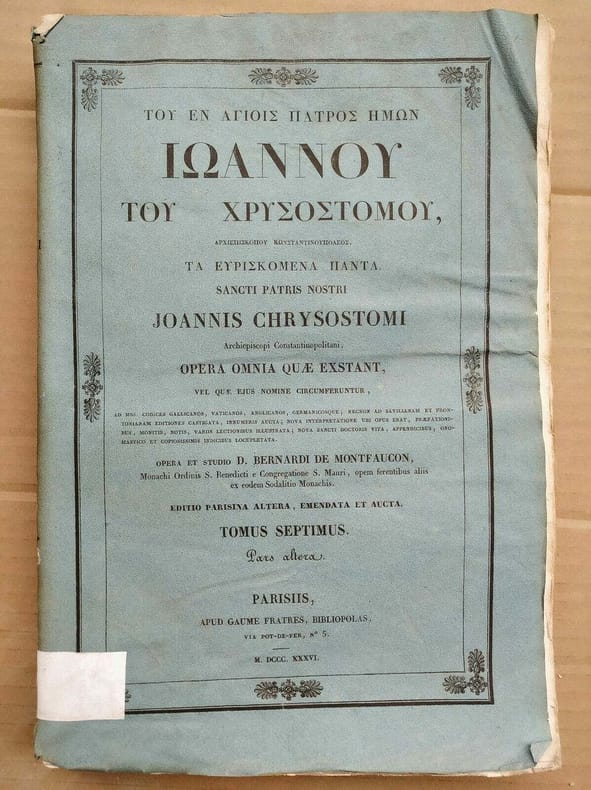 ΤΟΥ ΕΝ ΑΓΙΟΙΣ ΠΑΤΡΟΣ ΗΜΩΝ
ΙΩΑΝΝΟΥ
ΤΟΥ ΧΡΥΣΟΣΤΟΜΟΥ,
ΑΡΧΙΕΠΙΣΚΟΠΟΥ ΚΩΝΣΤΑΝΤΙΝΟΥΠΟΛΕΩΣ,
ΤΑ ΕΥΡΙΣΚΟΜΕΝΑ ΠΑΝΤΑ.
SANCTI PATRIS NOSTRI
JOANNIS CHRYSOSTOMI
Archiepiscopi Constantinopolitani,
OPERA OMNIA QUÆ EXSTANT,
VEL QUÆ EJUS NOMINE CIRCUMFERUNTUR,
AD MSS. CODICES GALLICANOS, VATICANOS, ANGLICANOS, GERMANICOSQUE; NECNON AD SAVILIANAM ET FRON-
TONIANAM EDITIONES CASTIGATA, INNUMERIS AUCTA; NOVA INTERPRETATIONE UBI OPUS ERAT, PRÆFATIONI-
BUS, MONITIS, NOTIS, VARIIS LECTIONIBUS ILLUSTRATA; NOVA SANCTI DOCTORIS VITA, APPENDICIBUS, ONO-
MASTICO ET COPIOSISSIMIS INDICIBUS LOCUPLETATA.
OPERA ET STUDIO D. BERNARDI DE MONTFAUCON,
Monachi Ordinis S. Benedicti e Congregatione S. Mauri, opem ferentibus aliis
ex eodem Sodalitio Monachis.
EDITIO PARISINA ALTERA, EMENDATA ET AUCTA.
TOMUS SEPTIMUS.
Pars altera.
PARISIIS,
APUD GAUME FRATRES, BIBLIOPOLAS,
VIA POT-DE-FER, Nº 5.
M. DCCC. XXXVI.